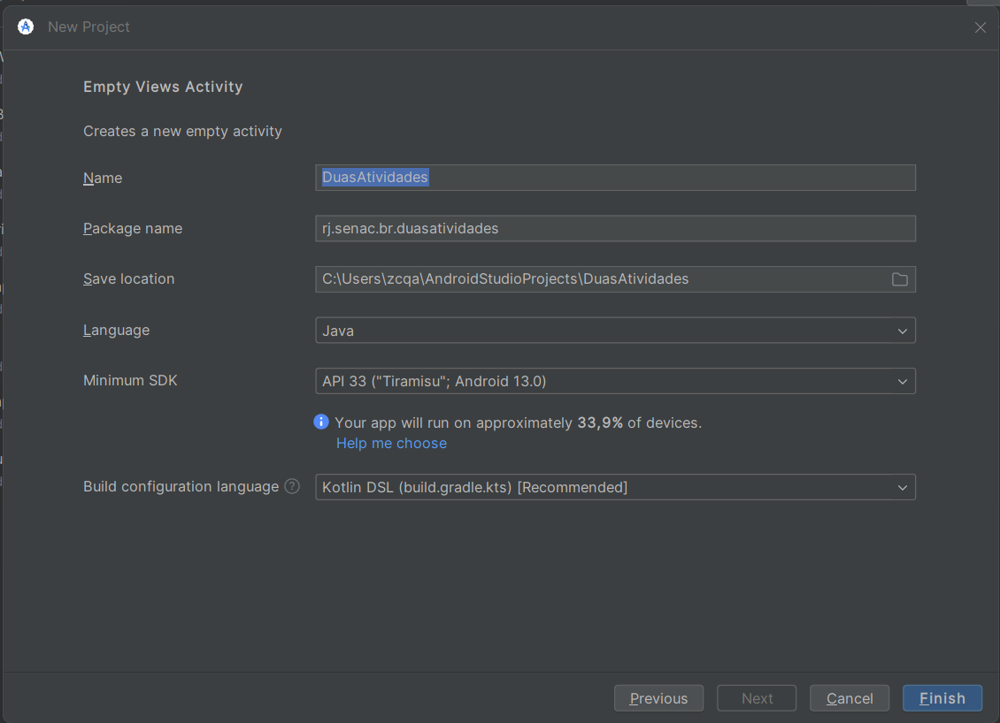 New Project
Empty Views Activity
Creates a new empty activity
Name
DuasAtividades
Package name
rj.senac.br.duasatividades
Save location
C:\Users\zcqa\AndroidStudioProjects\DuasAtividades
Language
Java
Minimum SDK
API 33 ("Tiramisu"; Android 13.0)
Your app will run on approximately 33,9% of devices.
Help me choose
Build configuration language
?
Kotlin DSL (build.gradle.kts) [Recommended]
Previous
Next
Cancel
Finish